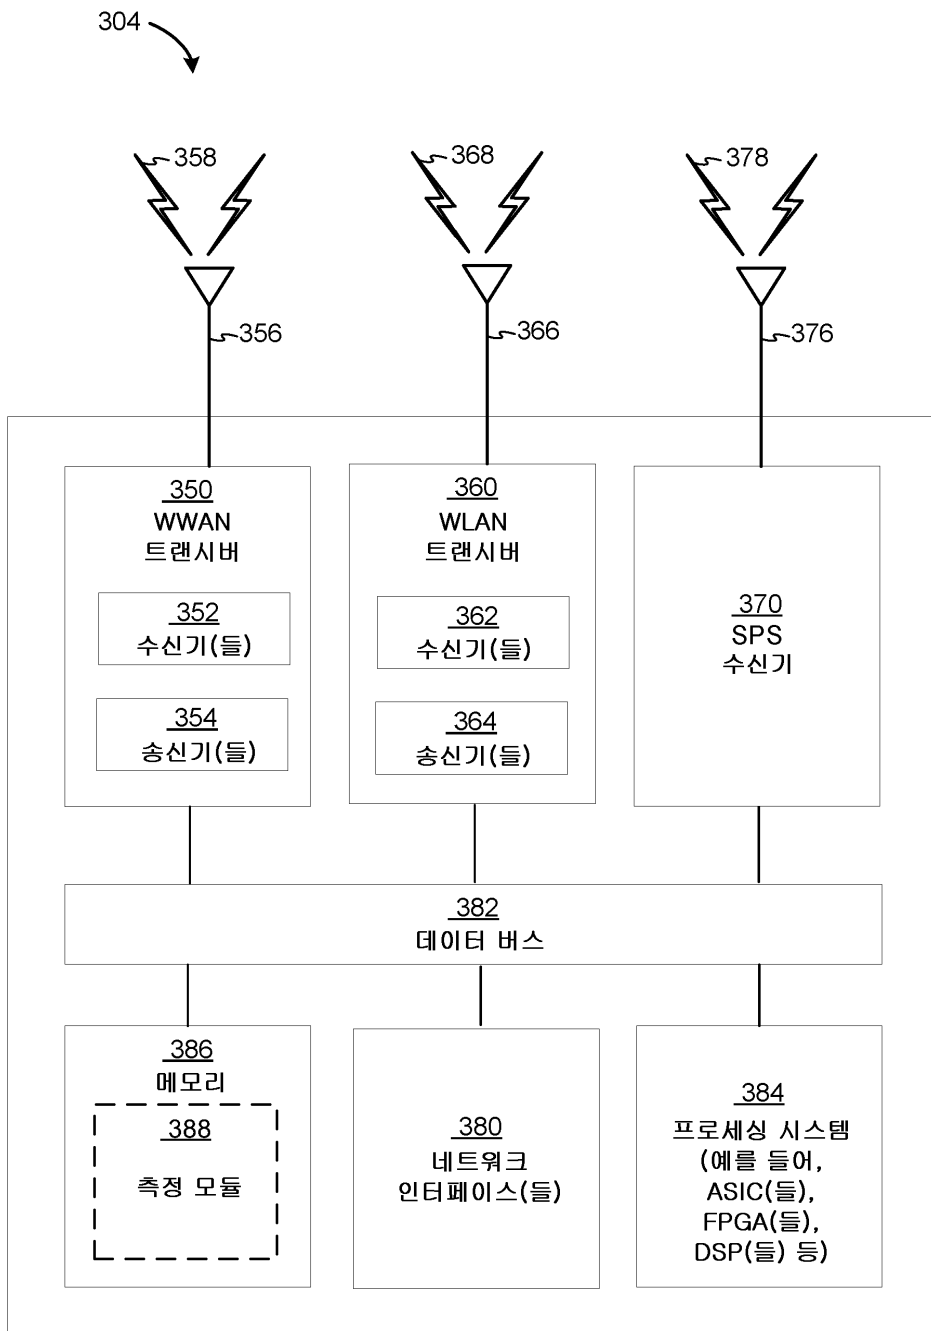 304
358
368
378
356
366
376
350
WWAN
트랜시버
352
수신기(들)
354
송신기(들)
360
WLAN
트랜시버
362
수신기(들)
364
송신기(들)
370
SPS
수신기
382
데이터 버스
386
메모리
388
측정 모듈
380
네트워크
인터페이스(들)
384
프로세싱 시스템
(예를 들어,
ASIC(들),
FPGA(들),
DSP(들) 등)